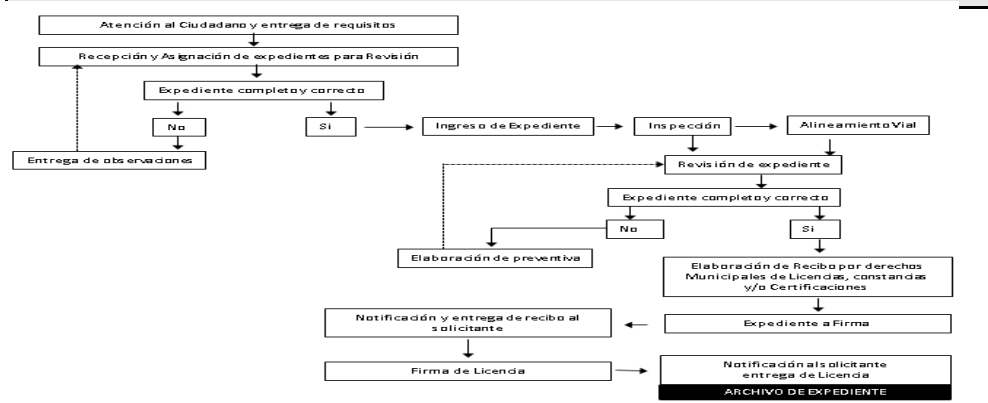 Atención al Ciudadano y entrega de requisitos
Recepción y Asignación de expedientes para Revisión
Expediente completo y correcto
No
Si
Ingreso de Expediente
Inspección
Alineamiento Vial
Entrega de observaciones
Revisión de expediente
Expediente completo y correcto
No
Si
Elaboración de preventiva
Elaboración de Recibo por derechos
Municipales de Licencias, constancias
y/o Certificaciones
Notificación y entrega de recibo al
solicitante
Expediente a Firma
Firma de Licencia
Notificación al solicitante
entrega de Licencia
ARCHIVO DE EXPEDIENTE